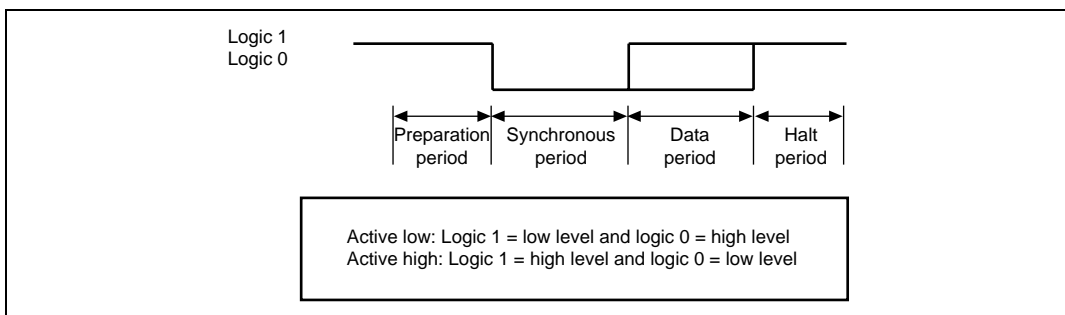 Logic 1
Logic 0
Preparation period
Synchronous period
Data period
Halt period
Active low: Logic 1 = low level and logic 0 = high level
Active high: Logic 1 = high level and logic 0 = low level